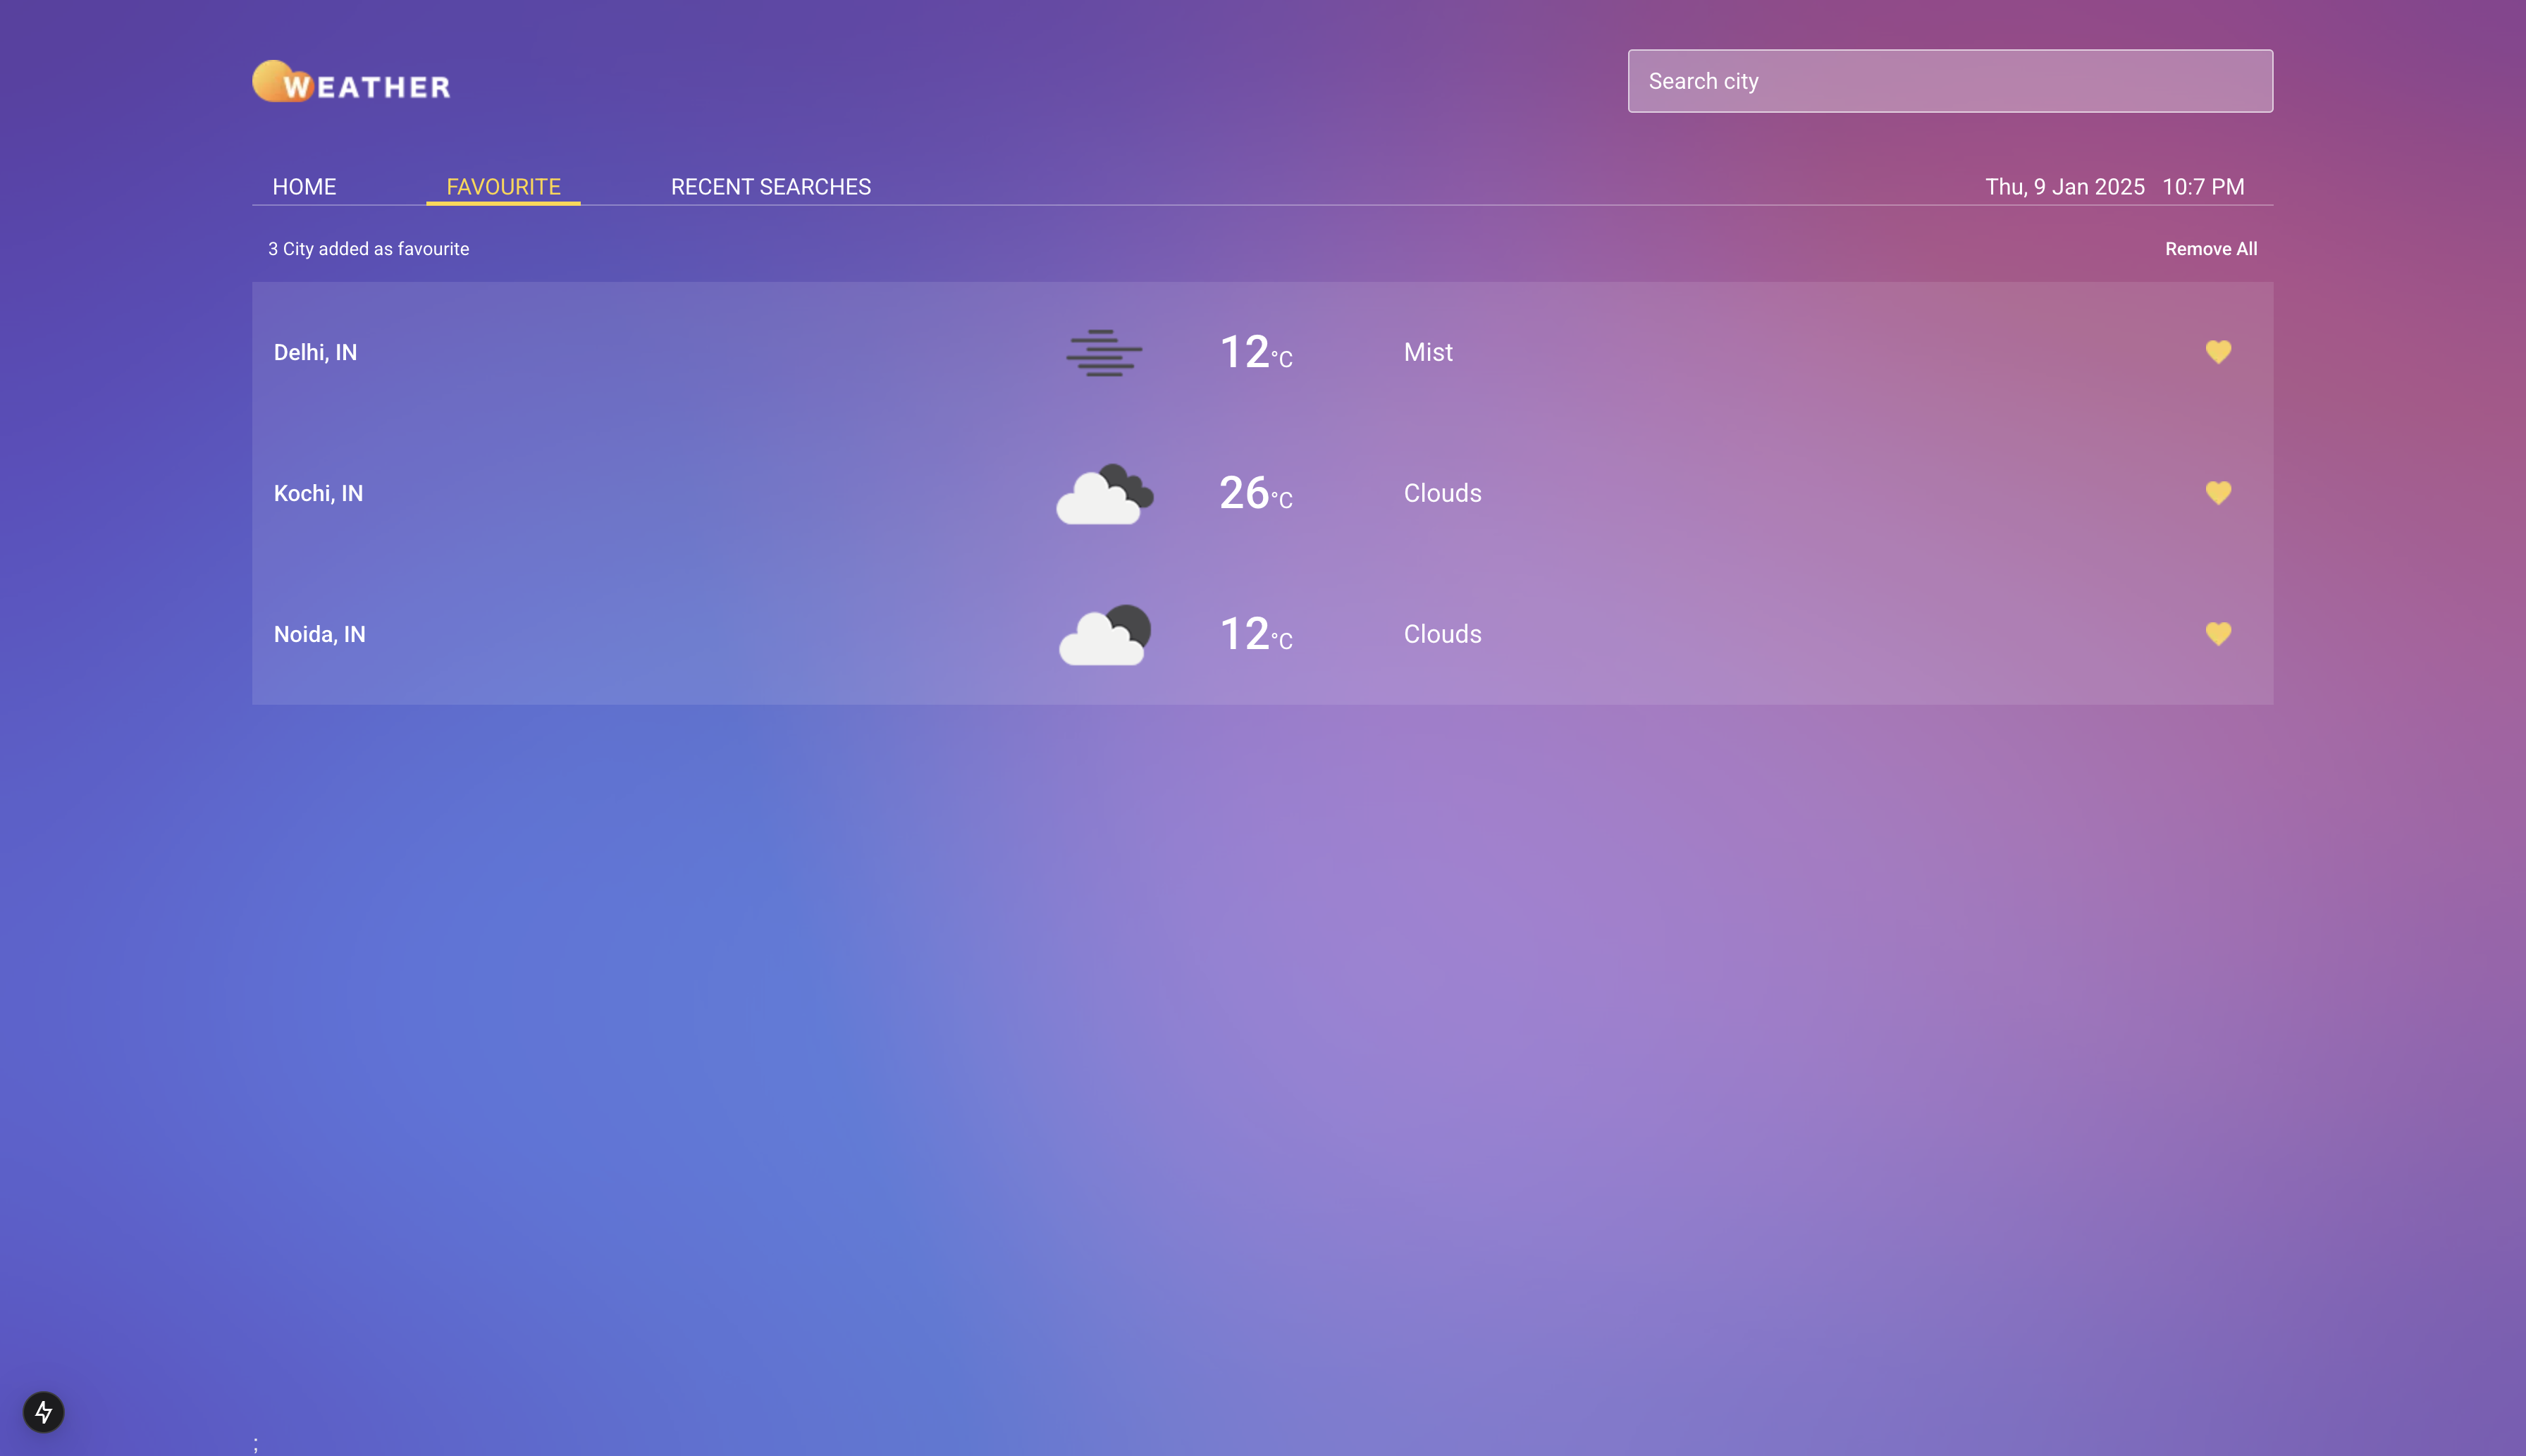 WEATHER
Search city
HOME FAVOURITE RECENT SEARCHES Thu, 9 Jan 2025 10:7 PM
3 City added as favourite Remove All
Delhi, IN 12°C Mist
Kochi, IN 26°C Clouds
Noida, IN 12°C Clouds
;